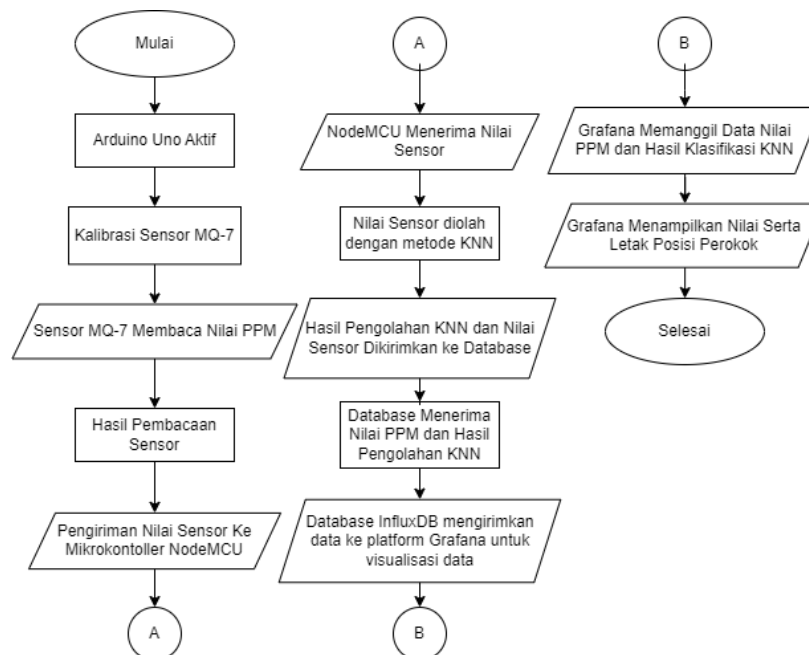 Mulai
Arduino Uno Aktif
Kalibrasi Sensor MQ-7
Sensor MQ-7 Membaca Nilai PPM
Hasil Pembacaan
Sensor
Pengiriman Nilai Sensor Ke
Mikrokontoller NodeMCU
A
A
NodeMCU Menerima Nilai
Sensor
Nilai Sensor diolah
dengan metode KNN
Hasil Pengolahan KNN dan Nilai
Sensor Dikirimkan ke Database
Database Menerima
Nilai PPM dan Hasil
Pengolahan KNN
Database InfluxDB mengirimkan
data ke platform Grafana untuk
visualisasi data
B
B
Grafana Memanggil Data Nilai
PPM dan Hasil Klasifikasi KNN
Grafana Menampilkan Nilai Serta
Letak Posisi Perokok
Selesai